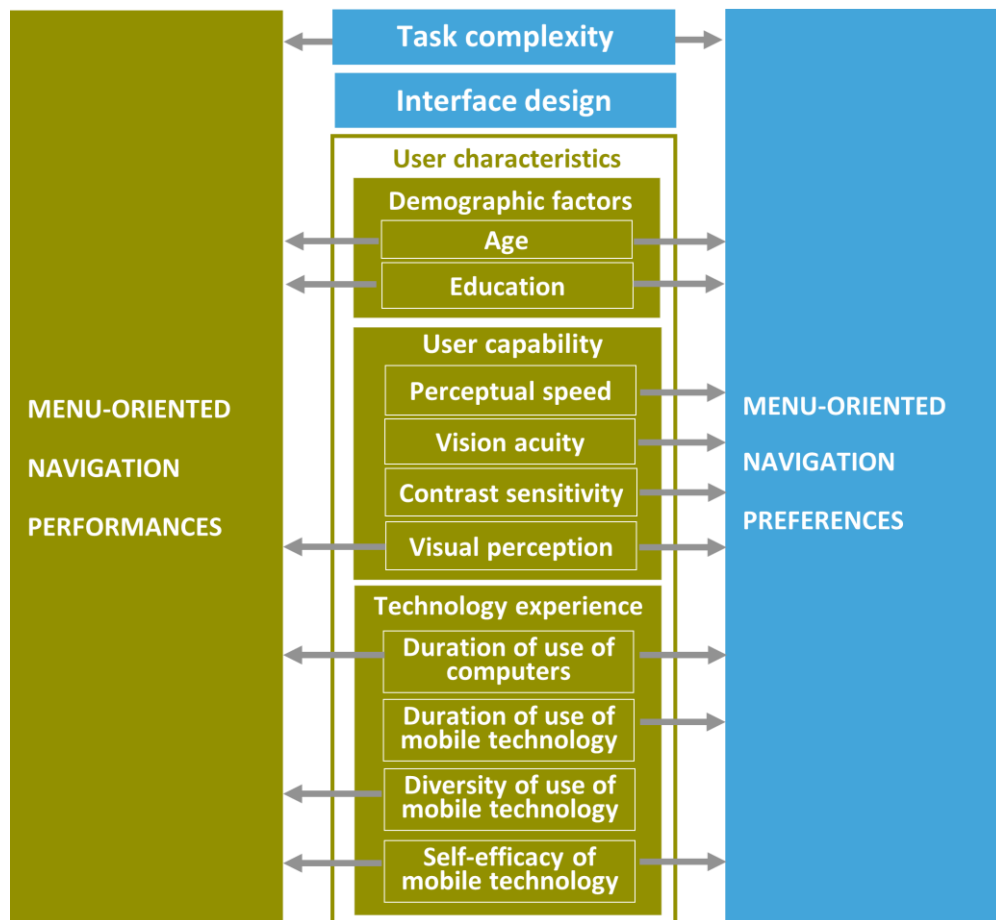 Task complexity
Interface design
User characteristics
Demographic factors
Age
Education
User capability
Perceptual speed
Vision acuity
Contrast sensitivity
Visual perception
Technology experience
Duration of use of
computers
Duration of use of
mobile technology
Diversity of use of
mobile technology
Self-efficacy of
mobile technology
MENU-ORIENTED
NAVIGATION
PERFORMANCES
MENU-ORIENTED
NAVIGATION
PREFERENCES